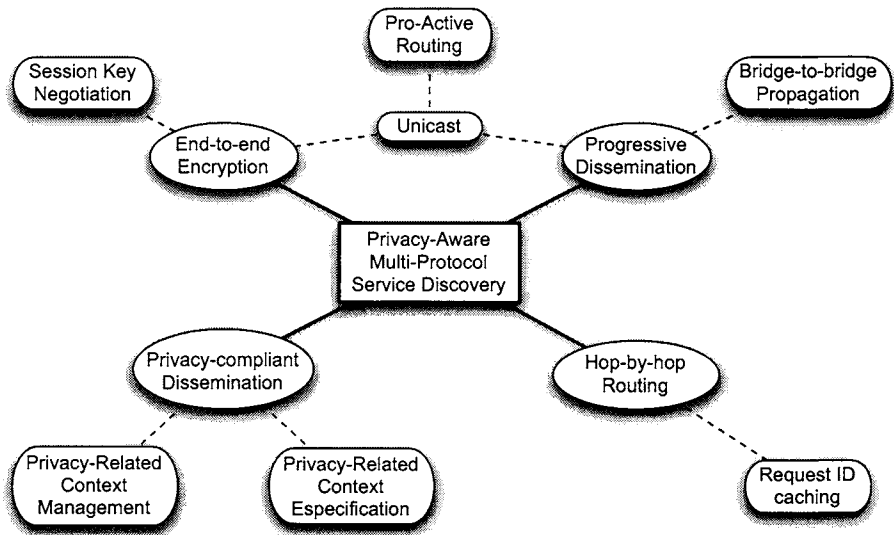 Pro-Active
Routing
Session Key
Negotiation
Bridge-to-bridge
Propagation
Unicast
End-to-end
Encryption
Progressive
Dissemination
Privacy-Aware
Multi-Protocol
Service Discovery
Privacy-compliant
Dissemination
Hop-by-hop
Routing
Privacy-Related
Context
Management
Privacy-Related
Context
Especification
Request ID
caching